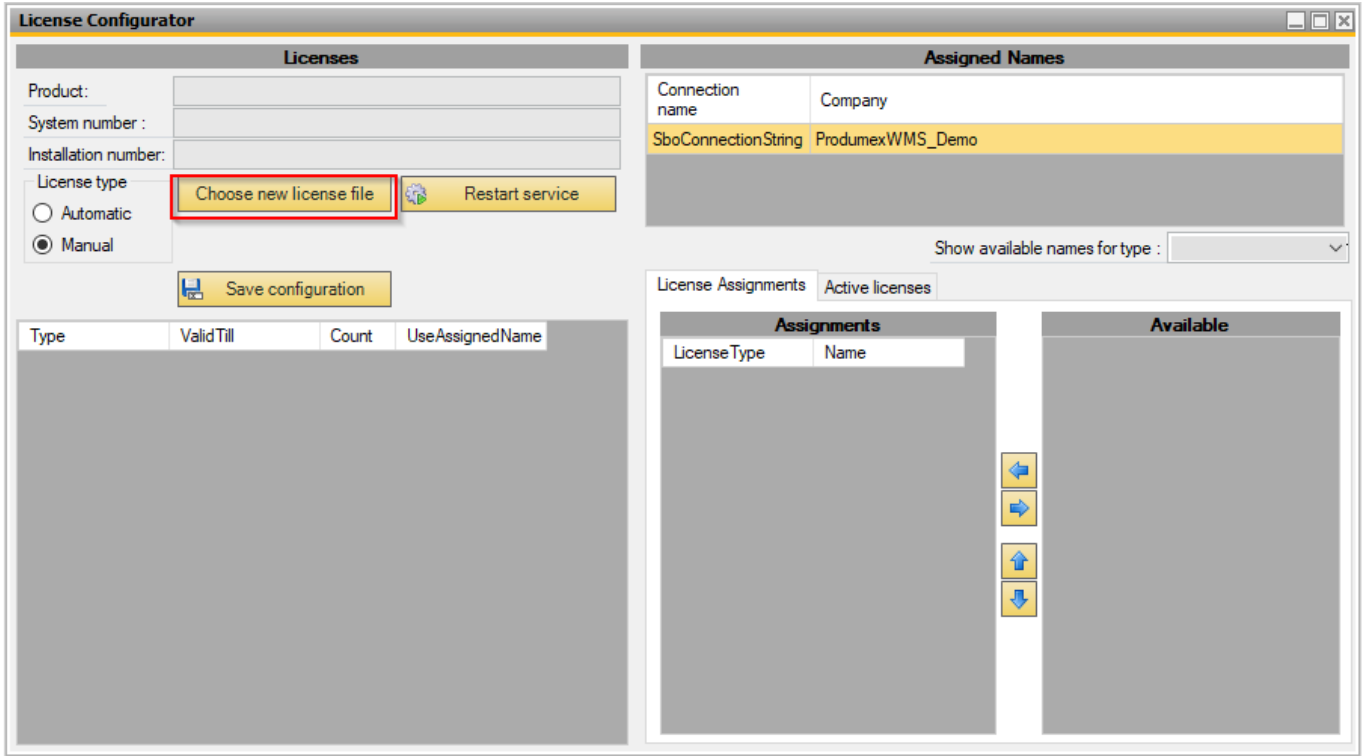 License Configurator
Licenses
Product:
System number :
Installation number:
License type
Automatic
Manual
Choose new license file
Restart service
Save configuration
Type ValidTill Count UseAssignedName
Assigned Names
Connection name Company
SboConnectionString ProdumexWMS_Demo
Show available names for type :
License Assignments Active licenses
Assignments
LicenseType Name
Available